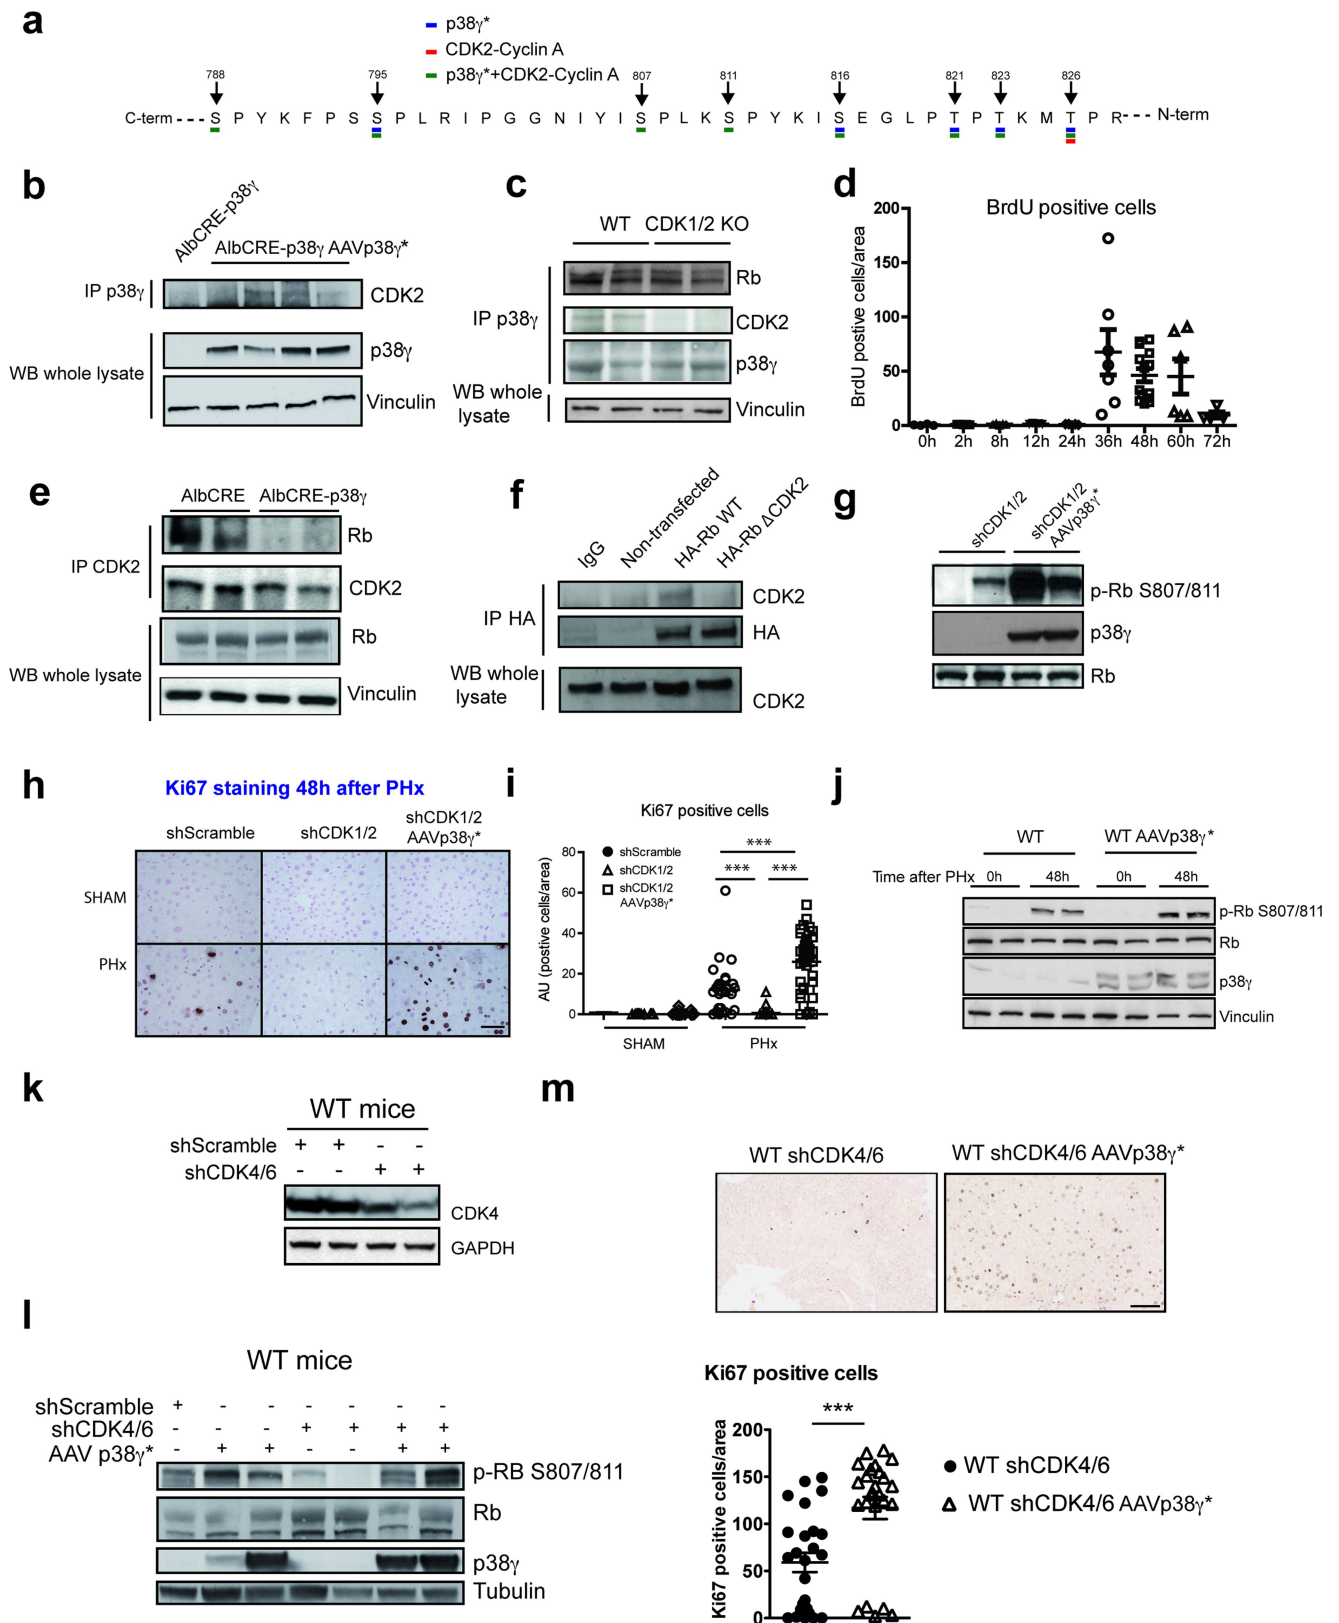 a
p38γ*
CDK2-Cyclin A
p38γ*+CDK2-Cyclin A
788 795 807 811 816 821 823 826
C-term --- S P Y K F P S S P L R I P G G N I Y I S P L K S P Y K I S E G L P T P T K M T P R --- N-term
b
AlbCRE-p38γ
AlbCRE-p38γ AAVp38γ*
IP p38γ
CDK2
WB whole lysate
p38γ
Vinculin
c
WT CDK1/2 KO
IP p38γ
Rb
CDK2
p38γ
WB whole
lysate
Vinculin
d
BrdU positive cells
BrdU postive cells/area
200
150
100
50
0
0h 2h 8h 12h 24h 36h 48h 60h 72h
e
AlbCRE AlbCRE-p38γ
IP CDK2
Rb
CDK2
WB whole lysate
Rb
Vinculin
f
IgG
Non-transfected
HA-Rb WT
HA-Rb ΔCDK2
IP HA
CDK2
HA
WB whole
lysate
CDK2
g
shCDK1/2
shCDK1/2
AAVp38γ*
p-Rb S807/811
p38γ
Rb
h
Ki67 staining 48h after PHx
shScramble shCDK1/2 shCDK1/2
AAVp38γ*
SHAM
PHx
i
Ki67 positive cells
AU (postive cells/area)
80
60
40
20
0
shScramble
shCDK1/2
shCDK1/2
AAVp38γ*
***
*** ***
SHAM PHx
j
WT WT AAVp38γ*
Time after PHx 0h 48h 0h 48h
p-Rb S807/811
Rb
p38γ
Vinculin
k
WT mice
shScramble + + - -
shCDK4/6 - - + +
CDK4
GAPDH
l
WT mice
shScramble + - - - - - -
shCDK4/6 - - - + + + +
AAV p38γ* - + + - - + +
p-RB S807/811
Rb
p38γ
Tubulin
m
WT shCDK4/6 WT shCDK4/6 AAVp38γ*
Ki67 positive cells
Ki67 positive cells/area
200
150
100
50
0
***
WT shCDK4/6
WT shCDK4/6 AAVp38γ*